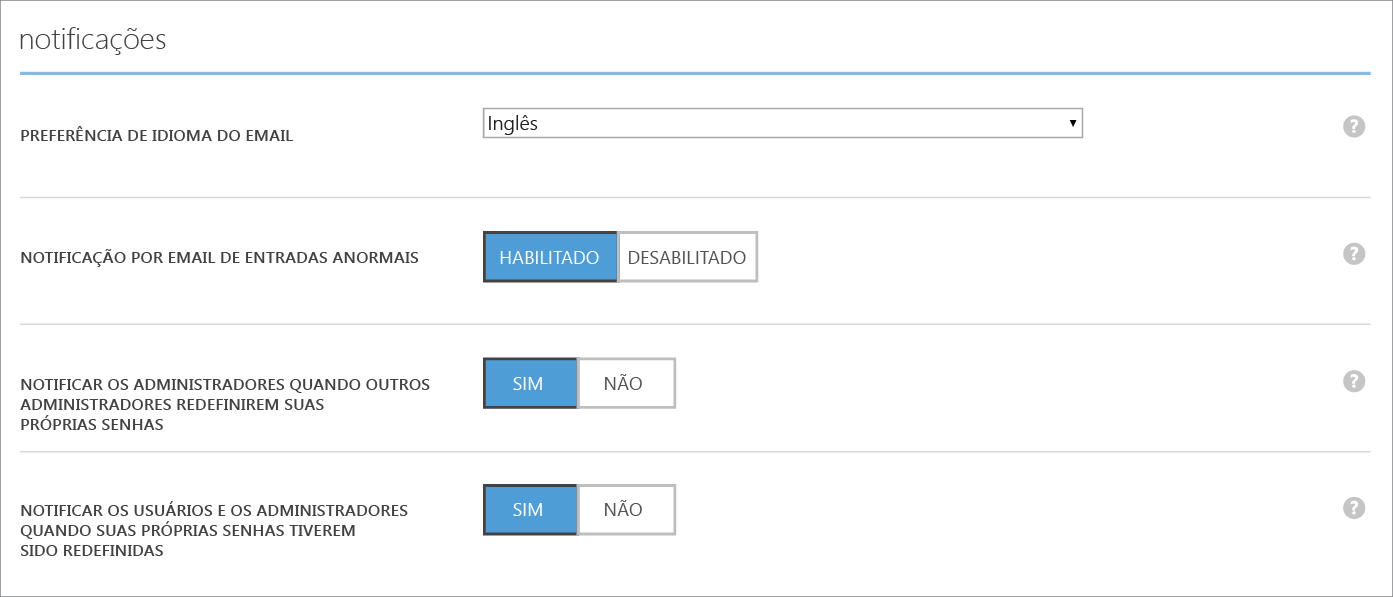 notificações
PREFERÊNCIA DE IDIOMA DO EMAIL
Inglês
?
NOTIFICAÇÃO POR EMAIL DE ENTRADAS ANORMAIS
HABILITADO DESABILITADO
?
NOTIFICAR OS ADMINISTRADORES QUANDO OUTROS
ADMINISTRADORES REDEFINIREM SUAS
PRÓPRIAS SENHAS
SIM NÃO
?
NOTIFICAR OS USUÁRIOS E OS ADMINISTRADORES
QUANDO SUAS PRÓPRIAS SENHAS TIVEREM
SIDO REDEFINIDAS
SIM NÃO
?